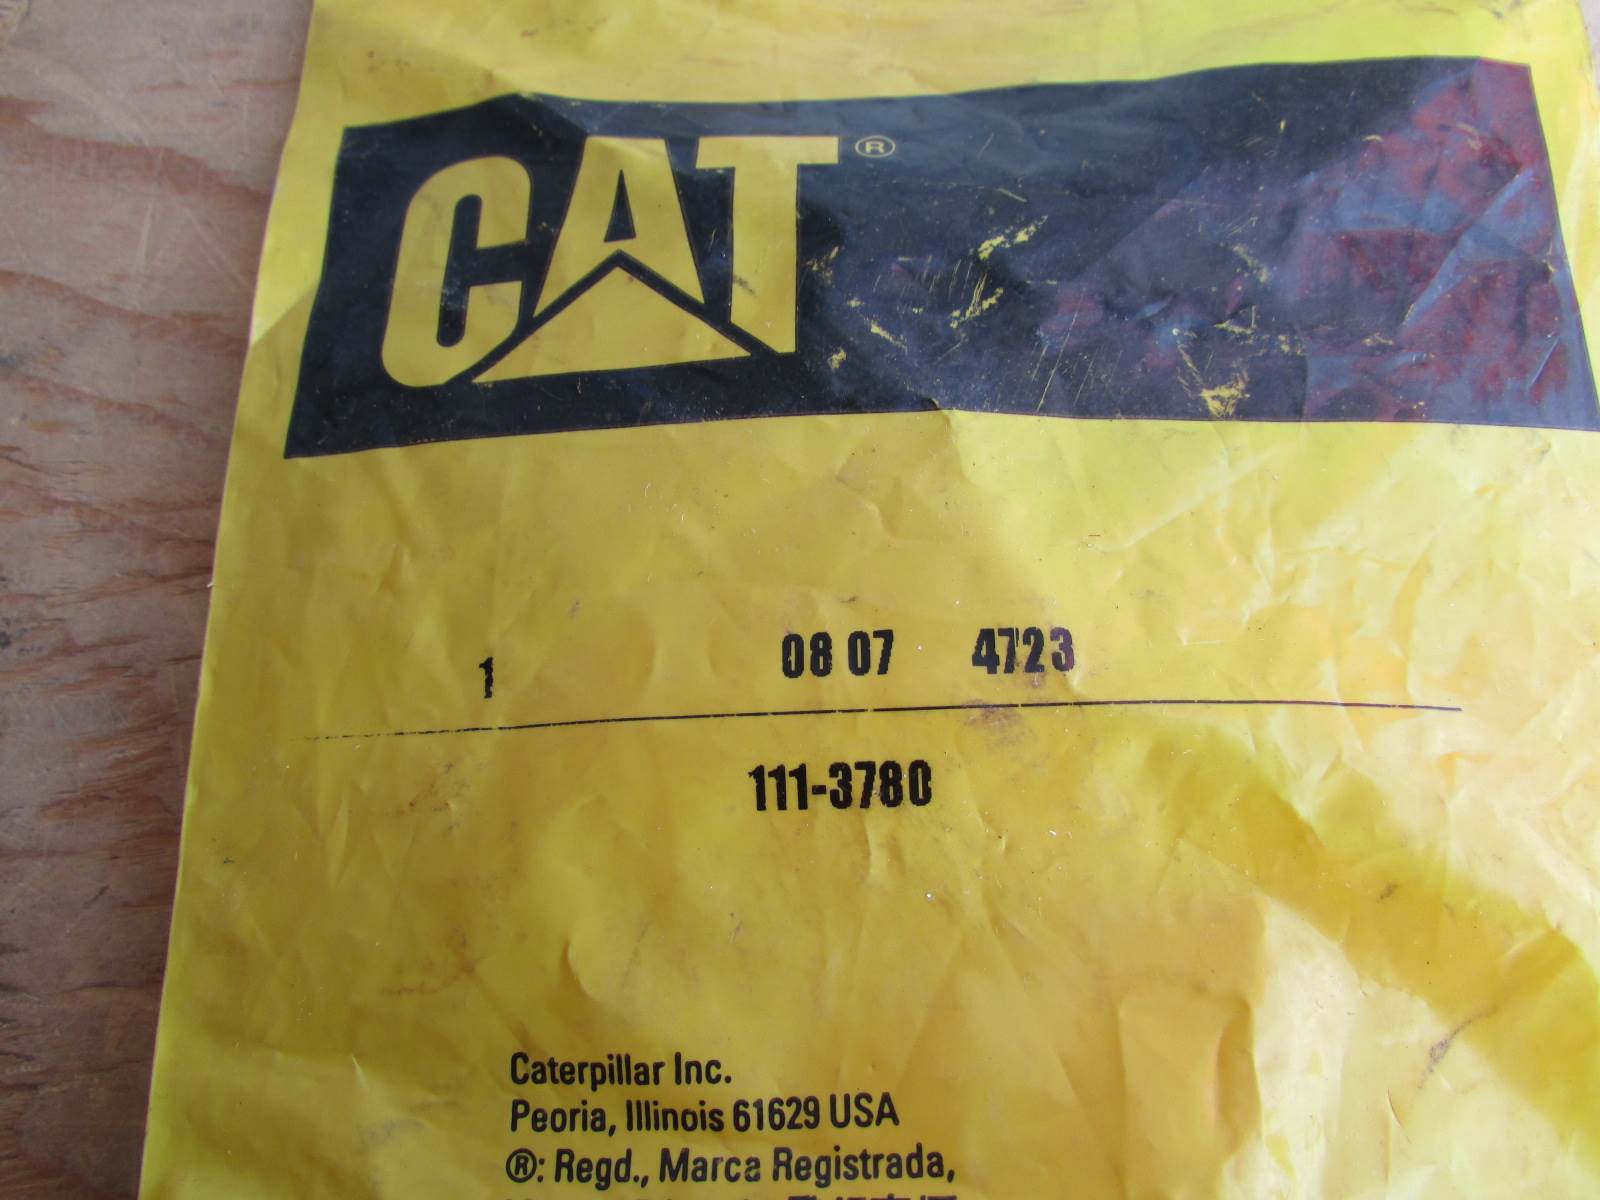 CAT®
1 08 07 4723
111-3780
Caterpillar Inc.
Peoria, Illinois 61629 USA
®: Regd., Marca Registrada,